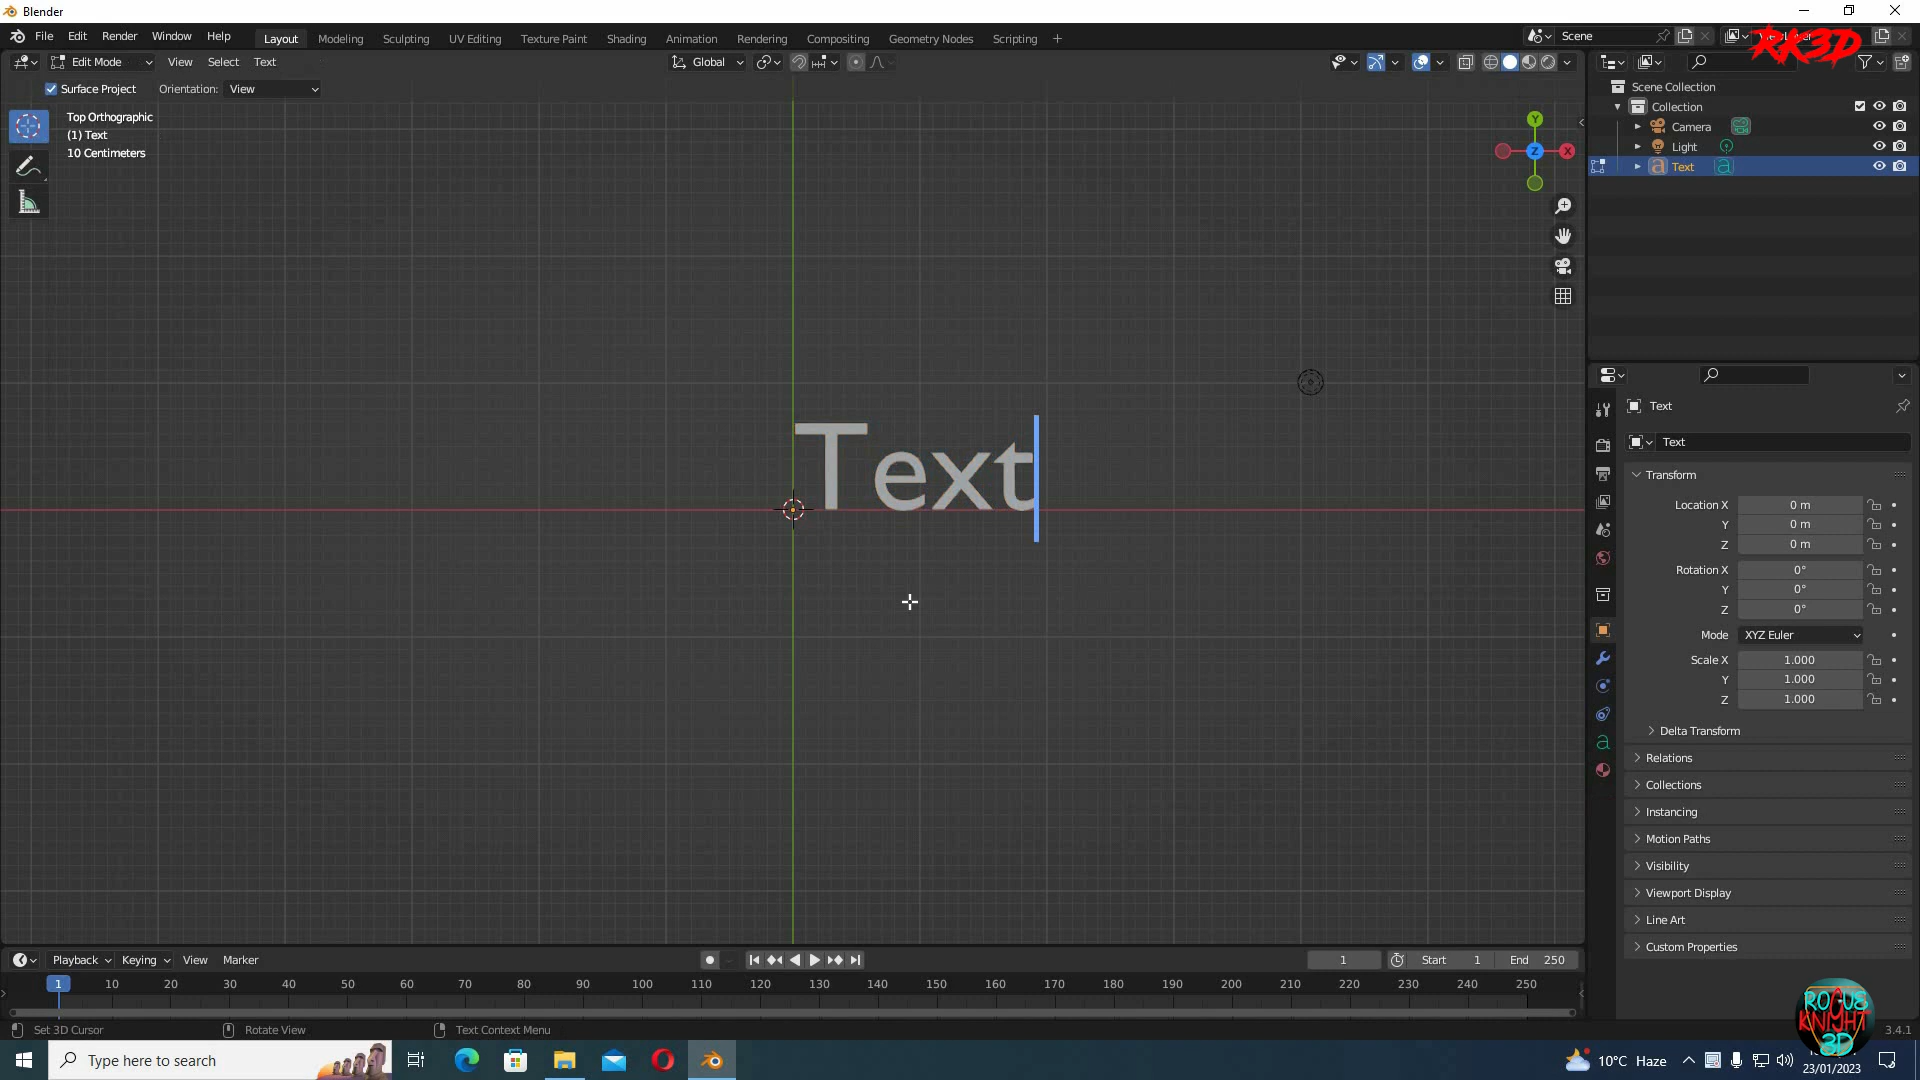 Blender
File Edit Render Window Help Layout Modeling Sculpting UV Editing Texture Paint Shading Animation Rendering Compositing Geometry Nodes Scripting + Scene
RK3D
Edit Mode View Select Text Global
Surface Project Orientation: View
Top Orthographic
(1) Text
10 Centimeters
Y
Z X
Scene Collection
Collection
Camera
Light
Text
Text
Text
Text
Transform
Location X 0 m
Y 0 m
Z 0 m
Rotation X 0°
Y 0°
Z 0°
Mode XYZ Euler
Scale X 1.000
Y 1.000
Z 1.000
Delta Transform
Relations
Collections
Instancing
Motion Paths
Visibility
Viewport Display
Line Art
Custom Properties
Playback Keying View Marker 1 Start 1 End 250
1 10 20 30 40 50 60 70 80 90 100 110 120 130 140 150 160 170 180 190 200 210 220 230 240 250
Set 3D Cursor Rotate View Text Context Menu 3.4.1
ROGUE
KNIGHT
3D
Type here to search
10°C Haze
23/01/2023